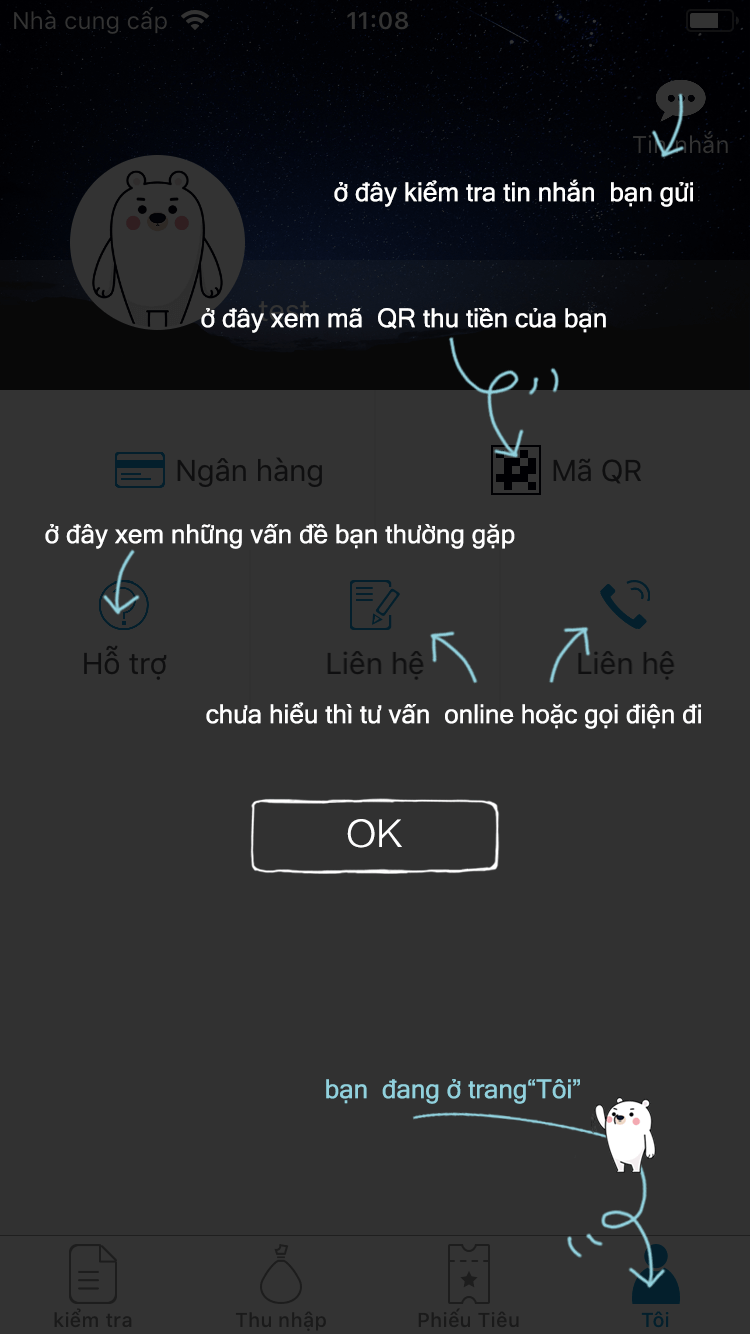 Nhà cung cấp 11:08
Tin nhắn
ở đây kiểm tra tin nhắn bạn gửi
test
ở đây xem mã QR thu tiền của bạn
Ngân hàng Mã QR
ở đây xem những vấn đề bạn thường gặp
Hỗ trợ Liên hệ Liên hệ
chưa hiểu thì tư vấn online hoặc gọi điện đi
OK
bạn đang ở trang“Tôi”
kiểm tra Thu nhập Phiếu Tiêu Tôi